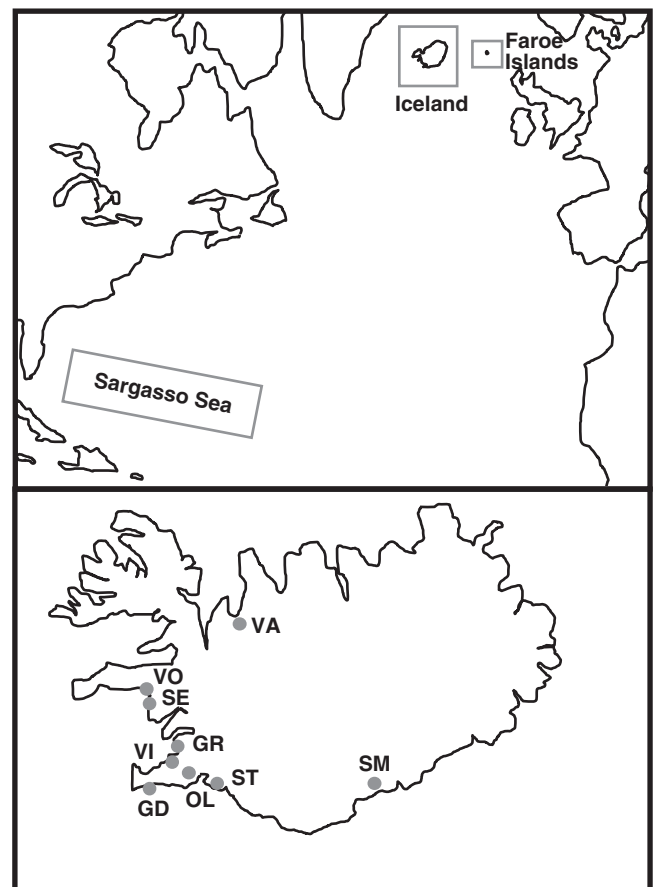 Faroe
Islands
Iceland
Sargasso Sea
VA
VO
SE
GR
VI
SM
ST
OL
GD